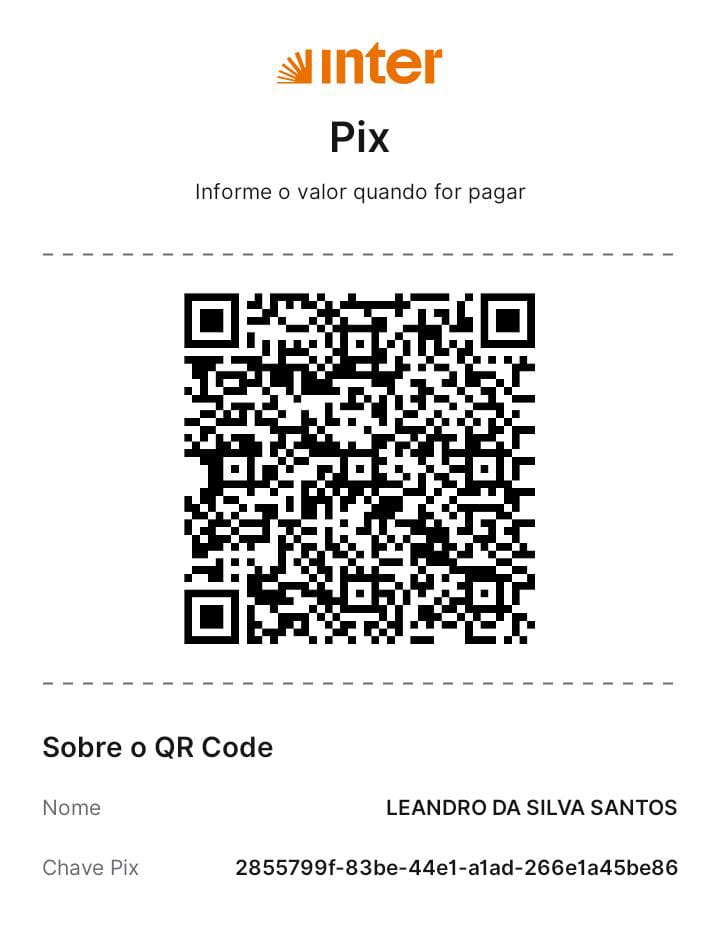 inter
Pix
Informe o valor quando for pagar
Sobre o QR Code
Nome LEANDRO DA SILVA SANTOS
Chave Pix 2855799f-83be-44e1-a1ad-266e1a45be86